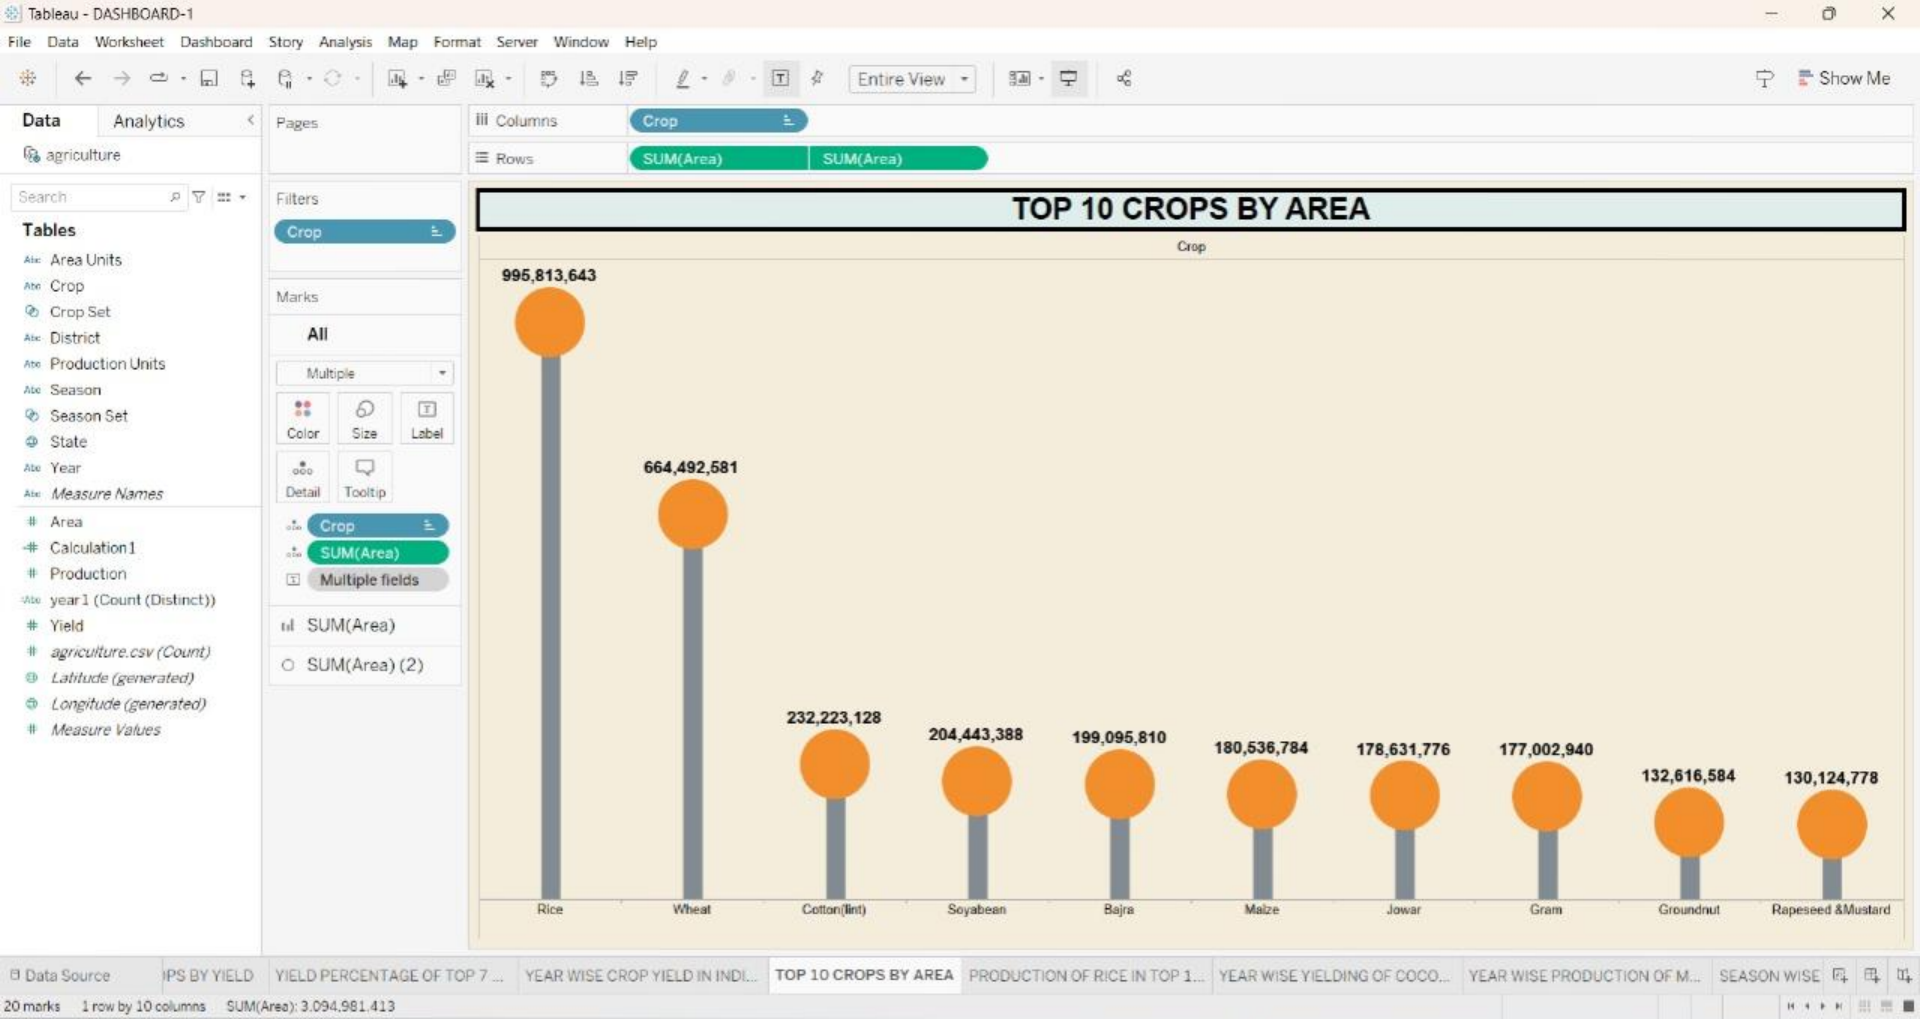 Tableau - DASHBOARD-1
File Data Worksheet Dashboard Story Analysis Map Format Server Window Help
Entire View
Show Me
Data Analytics
agriculture
Search
Tables
Abc Area Units
Abc Crop
Crop Set
Abc District
Abc Production Units
Abc Season
Season Set
State
Abc Year
Abc Measure Names
# Area
=# Calculation1
# Production
=Abc year1 (Count (Distinct))
# Yield
# agriculture.csv (Count)
Latitude (generated)
Longitude (generated)
# Measure Values
Pages
Filters
Crop
Marks
All
Multiple
Color Size Label
Detail Tooltip
Crop
SUM(Area)
Multiple fields
SUM(Area)
SUM(Area) (2)
Columns Crop
Rows SUM(Area) SUM(Area)
TOP 10 CROPS BY AREA
Crop
995,813,643
664,492,581
232,223,128
204,443,388
199,095,810
180,536,784
178,631,776
177,002,940
132,616,584
130,124,778
Rice Wheat Cotton(lint) Soyabean Bajra Maize Jowar Gram Groundnut Rapeseed &Mustard
Data Source IPS BY YIELD YIELD PERCENTAGE OF TOP 7 ... YEAR WISE CROP YIELD IN INDI... TOP 10 CROPS BY AREA PRODUCTION OF RICE IN TOP 1... YEAR WISE YIELDING OF COCO... YEAR WISE PRODUCTION OF M... SEASON WISE
20 marks 1 row by 10 columns SUM(Area): 3,094,981,413